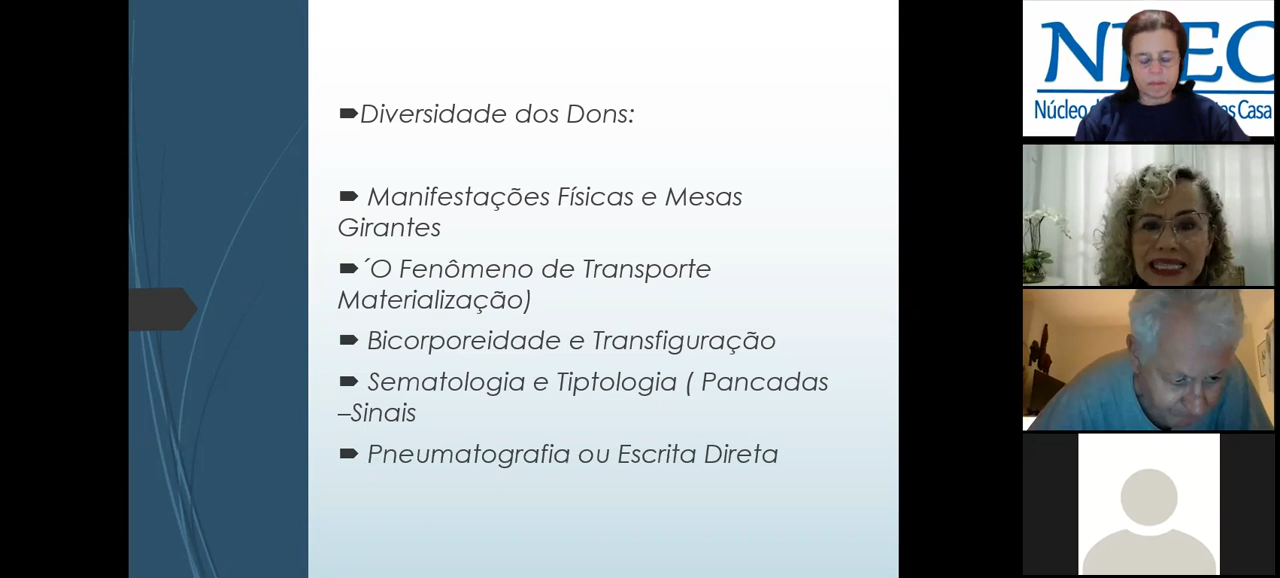 Diversidade dos Dons:
Manifestações Físicas e Mesas
Girantes
´O Fenômeno de Transporte
Materialização)
Bicorporeidade e Transfiguração
Sematologia e Tiptologia ( Pancadas
–Sinais
Pneumatografia ou Escrita Direta
Núcleo Casa